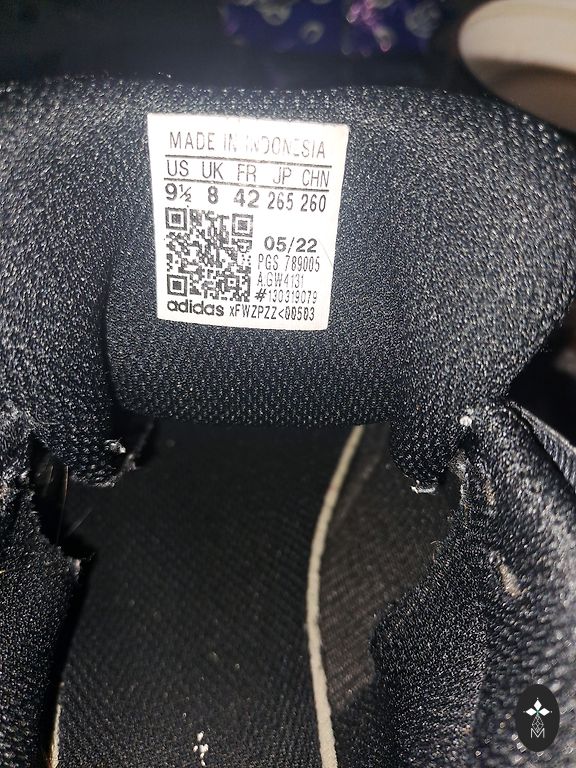 MADE IN INDONESIA
US UK FR JP CHN
9½ 8 42 265 260
05/22
PGS 789005
A.GW4131
#130319079
adidas xFWZPZZ<00503
M